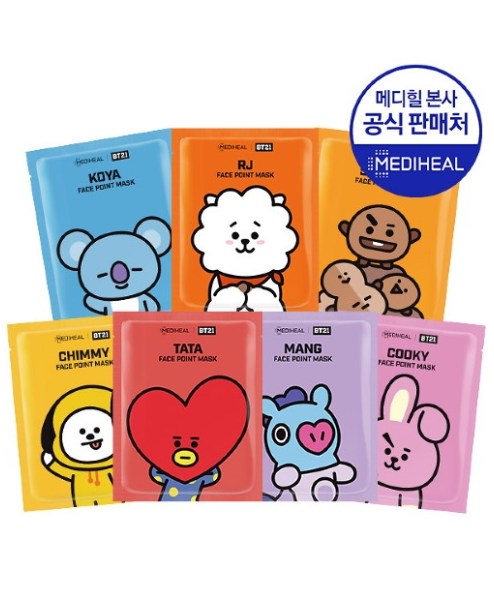 메디힐 본사
공식 판매처
MEDIHEAL
MEDIHEAL BT21
KOYA
FACE POINT MASK
MEDIHEAL BT21
RJ
FACE POINT MASK
MEDIHEAL BT21
CHIMMY
FACE POINT MASK
MEDIHEAL BT21
TATA
FACE POINT MASK
MEDIHEAL BT21
MANG
FACE POINT MASK
MEDIHEAL BT21
COOKY
FACE POINT MASK